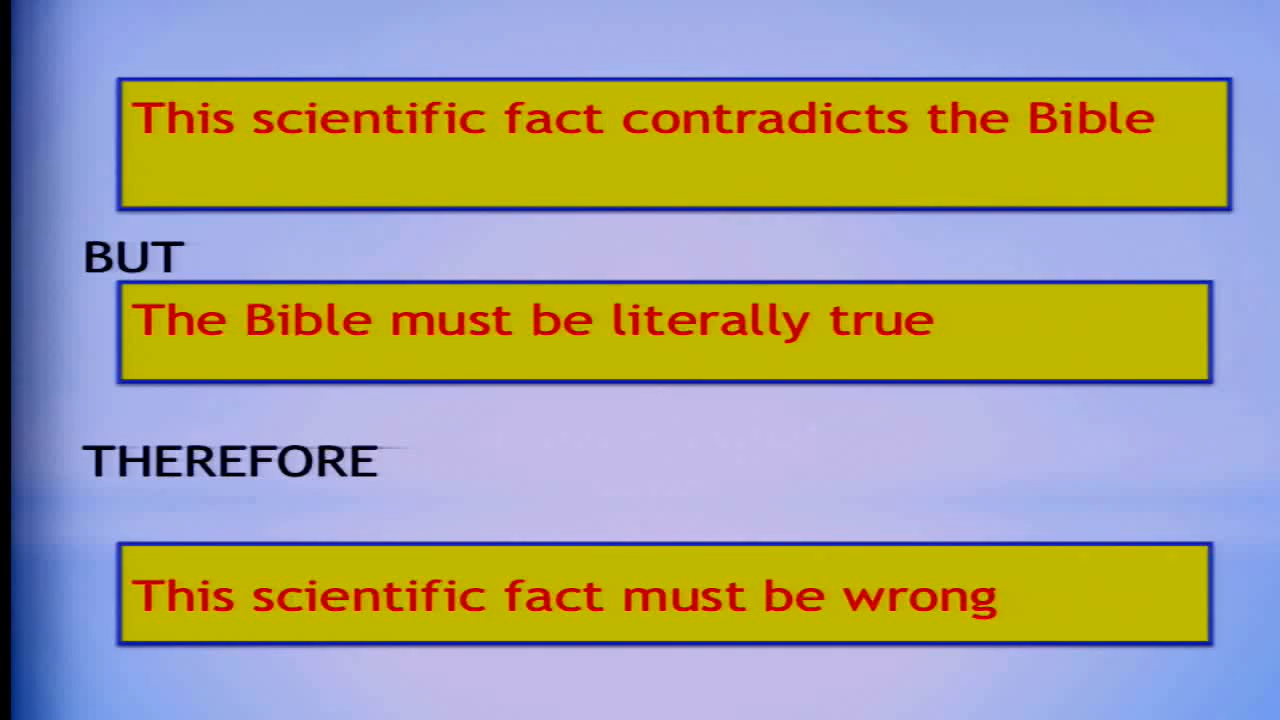 This scientific fact contradicts the Bible
BUT
The Bible must be literally true
THEREFORE
This scientific fact must be wrong